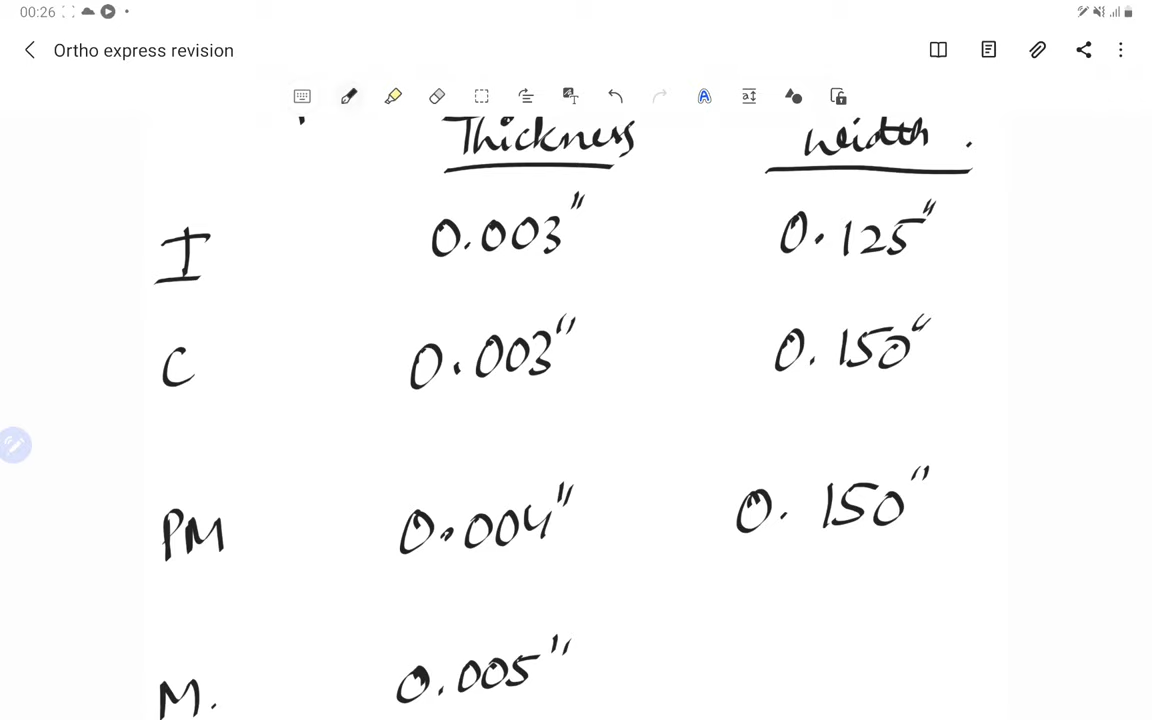 00:26
Ortho express revision
Thickness width.
I 0.003" 0.125"
C 0.003" 0.150"
PM 0.004" 0.150"
M. 0.005"